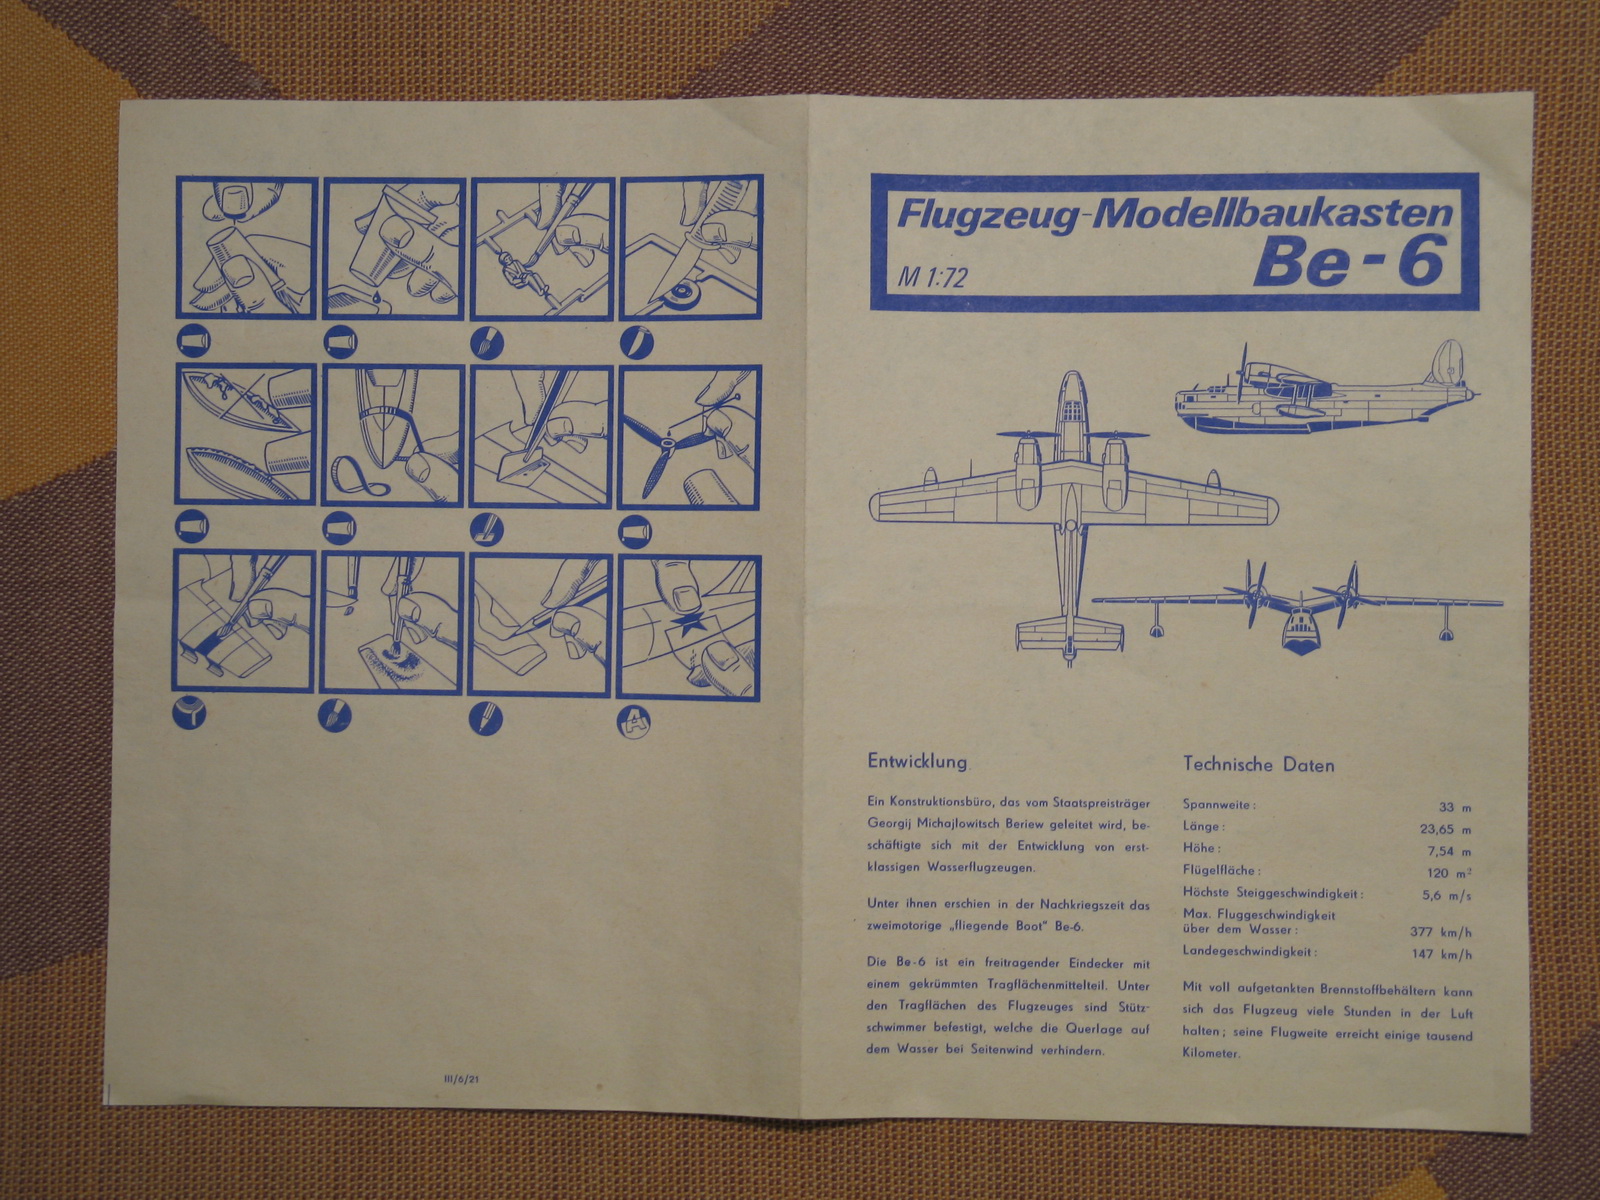 Flugzeug-Modellbaukasten
Be-6
M 1:72
Entwicklung
Ein Konstruktionsbüro, das vom Staatspreisträger
Georgij Michajlowitsch Beriew geleitet wird, be-
schäftigte sich mit der Entwicklung von erst-
klassigen Wasserflugzeugen.
Unter ihnen erschien in der Nachkriegszeit das
zweimotorige „fliegende Boot" Be-6.
Die Be-6 ist ein freitragender Eindecker mit
einem gekrümmten Tragflächenmittelteil. Unter
den Tragflächen des Flugzeuges sind Stütz-
schwimmer befestigt, welche die Querlage auf
dem Wasser bei Seitenwind verhindern.
Technische Daten
Spannweite: 33 m
Länge: 23,65 m
Höhe: 7,54 m
Flügelfläche: 120 m²
Höchste Steiggeschwindigkeit: 5,6 m/s
Max. Fluggeschwindigkeit
über dem Wasser: 377 km/h
Landegeschwindigkeit: 147 km/h
Mit voll aufgetankten Brennstoffbehältern kann
sich das Flugzeug viele Stunden in der Luft
halten; seine Flugweite erreicht einige tausend
Kilometer.
A
III/6/21